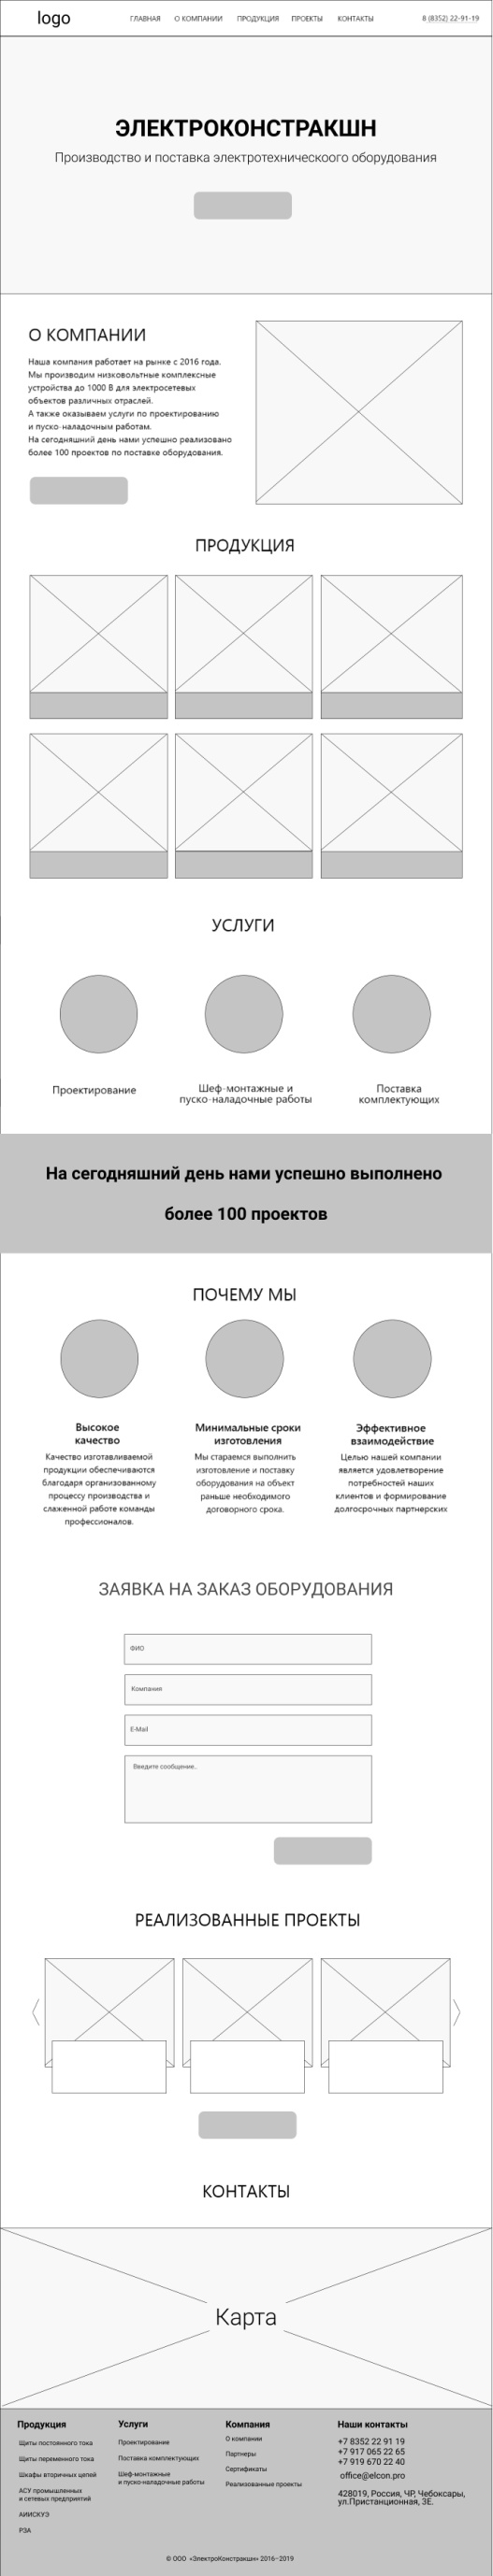 logo
ГЛАВНАЯ О КОМПАНИИ ПРОДУКЦИЯ ПРОЕКТЫ КОНТАКТЫ
8 (8352) 22-91-19
ЭЛЕКТРОКОНСТРАКШН
Производство и поставка электротехничекоого оборудования
О КОМПАНИИ
Наша компания работает на рынке с 2016 года.
Мы производим низковольтные комплексные
устройства до 1000 В для электросетевых
объектов различных отраслей.
А также оказываем услуги по проектированию
и пуско-наладочным работам.
На сегодняшний день нами успешно реализовано
более 100 проектов по поставке оборудования.
ПРОДУКЦИЯ
УСЛУГИ
Проектирование
Шеф-монтажные и
пуско-наладочные работы
Поставка
комплектующих
На сегодняшний день нами успешно выполнено
более 100 проектов
ПОЧЕМУ МЫ
Высокое
качество
Качество изготавливаемой
продукции обеспечиваются
благодаря организованному
процессу производства и
слаженной работе команды
профессионалов.
Минимальные сроки
изготовления
Мы стараемся выполнить
изготовление и поставку
оборудования на объект
раньше необходимого
договорного срока.
Эффективное
взаимодействие
Целью нашей компании
является удовлетворение
потребностей наших
клиентов и формирование
долгосрочных партнерских
ЗАЯВКА НА ЗАКАЗ ОБОРУДОВАНИЯ
ФИО
Компания
E-Mail
Введите сообщение..
РЕАЛИЗОВАННЫЕ ПРОЕКТЫ
КОНТАКТЫ
Карта
Продукция
Щиты постоянного тока
Щиты переменного тока
Шкафы вторичных цепей
АСУ промышленных
и сетевых предприятий
АИИСКУЭ
РЗА
Услуги
Проектирование
Поставка комплектующих
Шеф-монтажные
и пуско-наладочные работы
Компания
О компании
Партнеры
Сертификаты
Реализованные проекты
Наши контакты
+7 8352 22 91 19
+7 917 065 22 65
+7 919 670 22 40
office@elcon.pro
428019, Россия, ЧР, Чебоксары,
ул.Пристанционная, 3Е.
© ООО «ЭлектроКонстракшн» 2016–2019